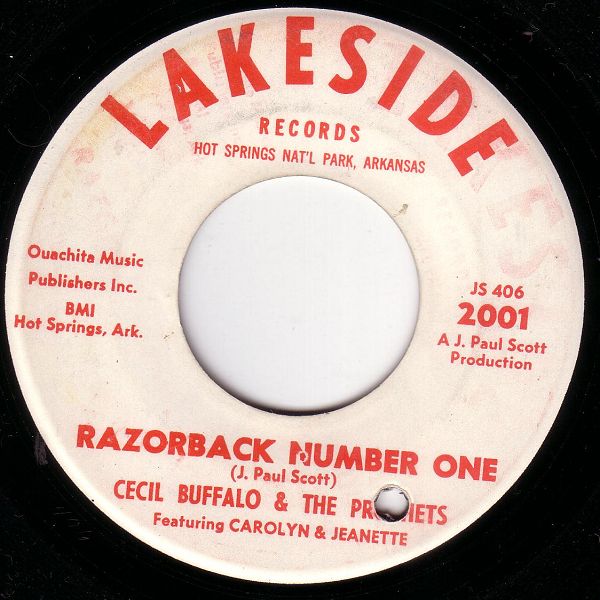 LAKESIDE
RECORDS
HOT SPRINGS NAT'L PARK, ARKANSAS
Ouachita Music
Publishers Inc.
BMI
Hot Springs, Ark.
JS 406
2001
A J. Paul Scott
Production
RAZORBACK NUMBER ONE
(J. Paul Scott)
CECIL BUFFALO & THE
Featuring CAROLYN & JEANETTE